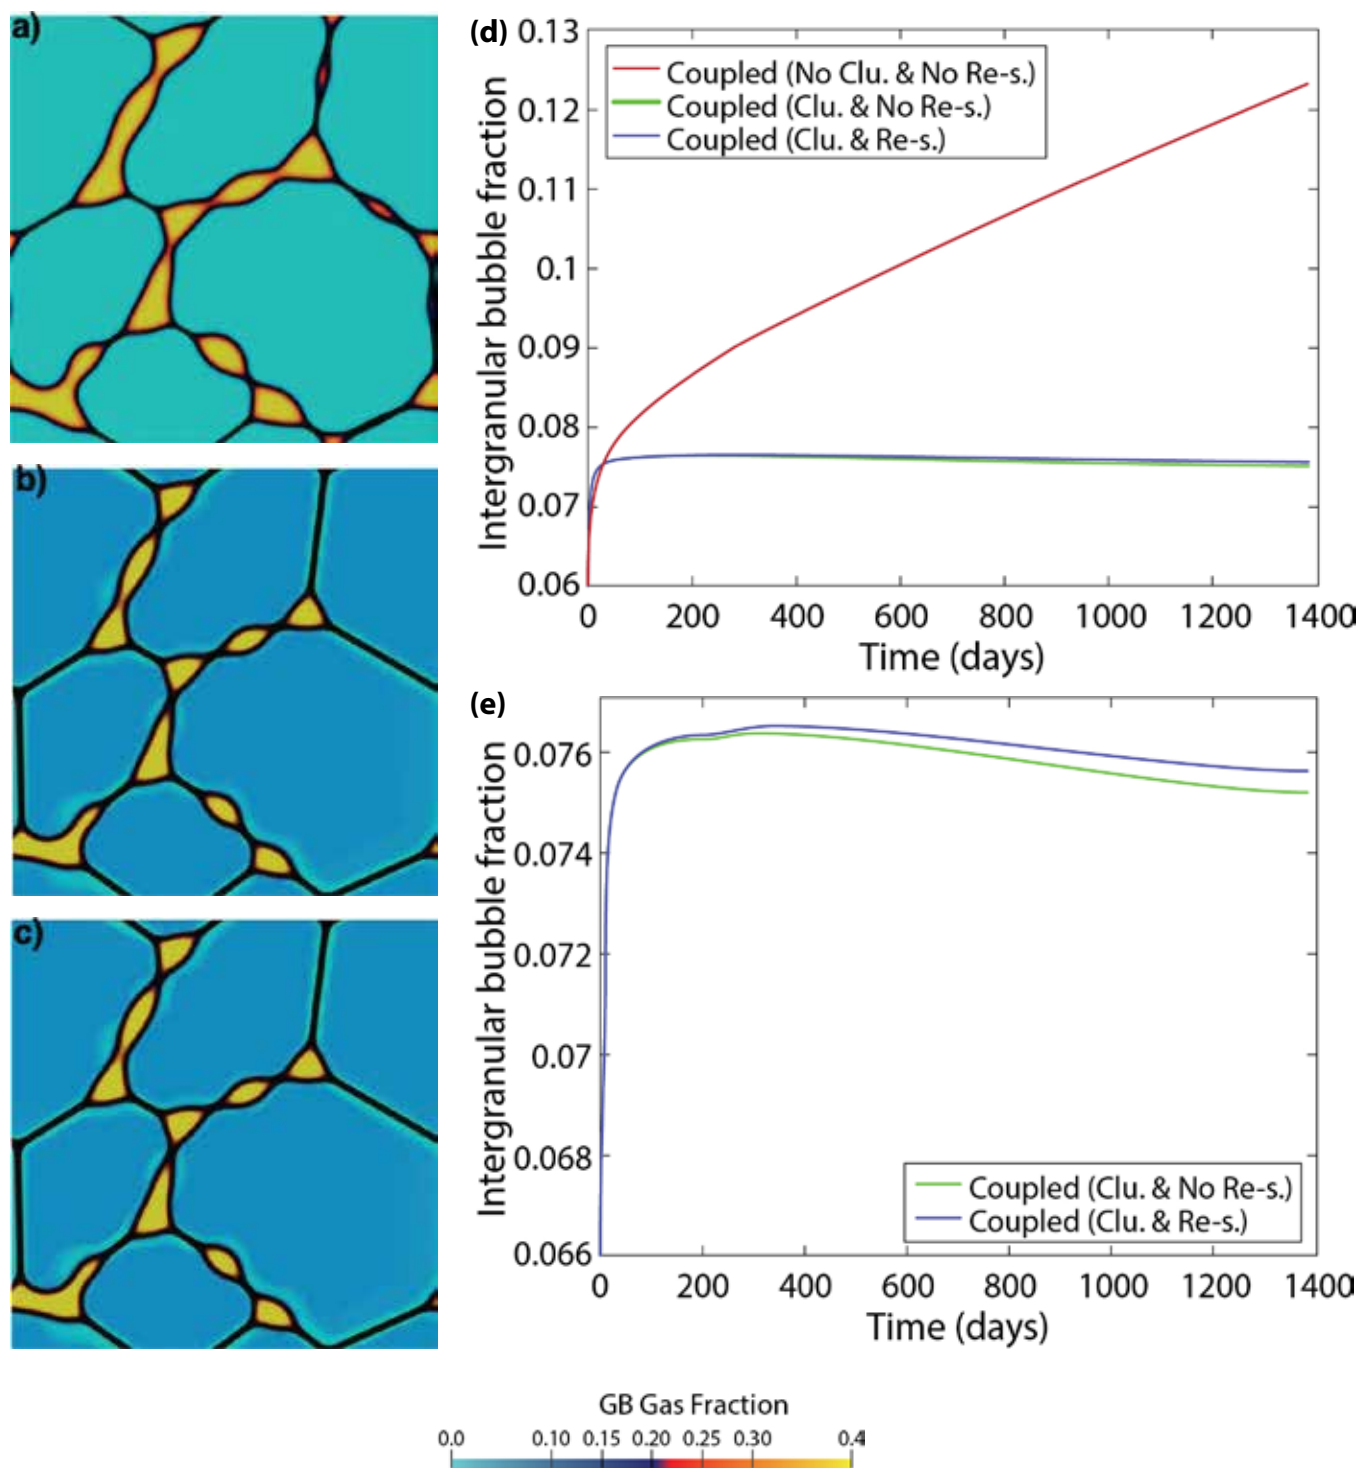 a)
b)
c)
(d)
0.13
0.12
0.11
0.1
0.09
0.08
0.07
0.06
Intergranular bubble fraction
Coupled (No Clu. & No Re-s.)
Coupled (Clu. & No Re-s.)
Coupled (Clu. & Re-s.)
0 200 400 600 800 1000 1200 1400
Time (days)
(e)
0.076
0.074
0.072
0.07
0.068
0.066
Intergranular bubble fraction
Coupled (Clu. & No Re-s.)
Coupled (Clu. & Re-s.)
0 200 400 600 800 1000 1200 1400
Time (days)
GB Gas Fraction
0.0 0.10 0.15 0.20 0.25 0.30 0.4